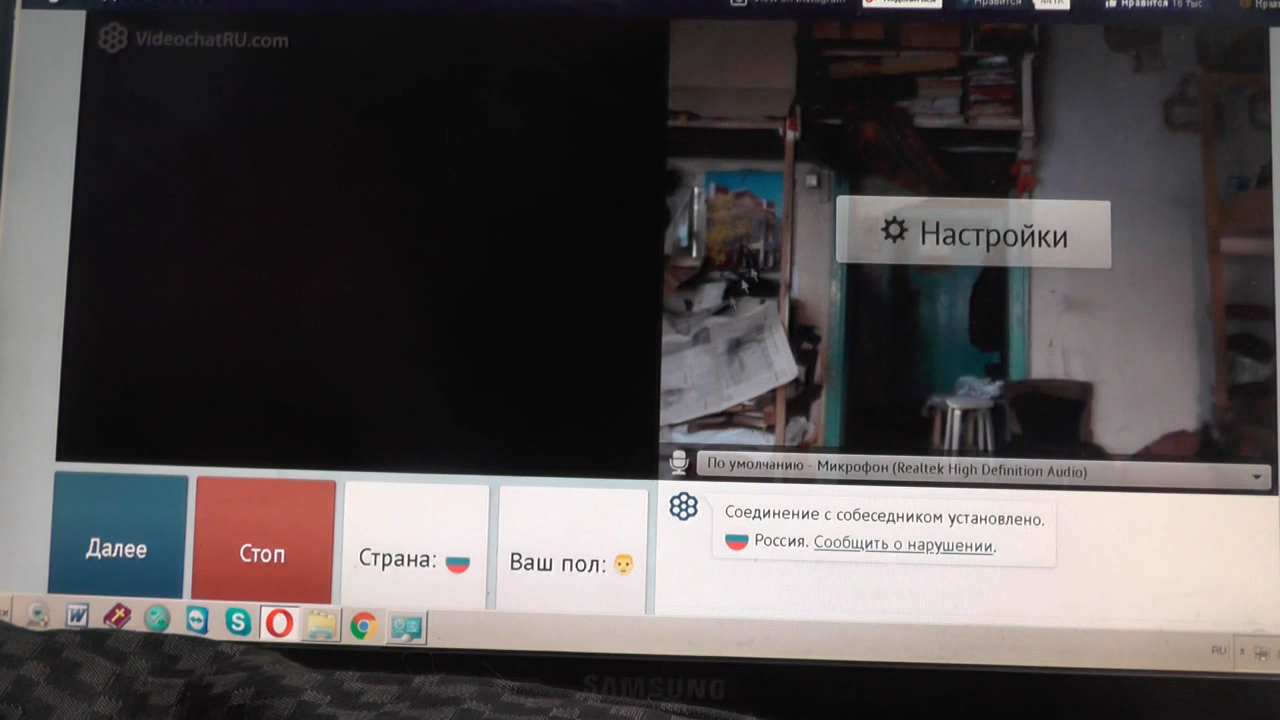 VideochatRU.com
Настройки
По умолчанию - Микрофон (Realtek High Definition Audio)
Соединение с собеседником установлено.
Россия. Сообщить о нарушении.
Далее
Стоп
Страна:
Ваш пол:
RU
SAMSUNG